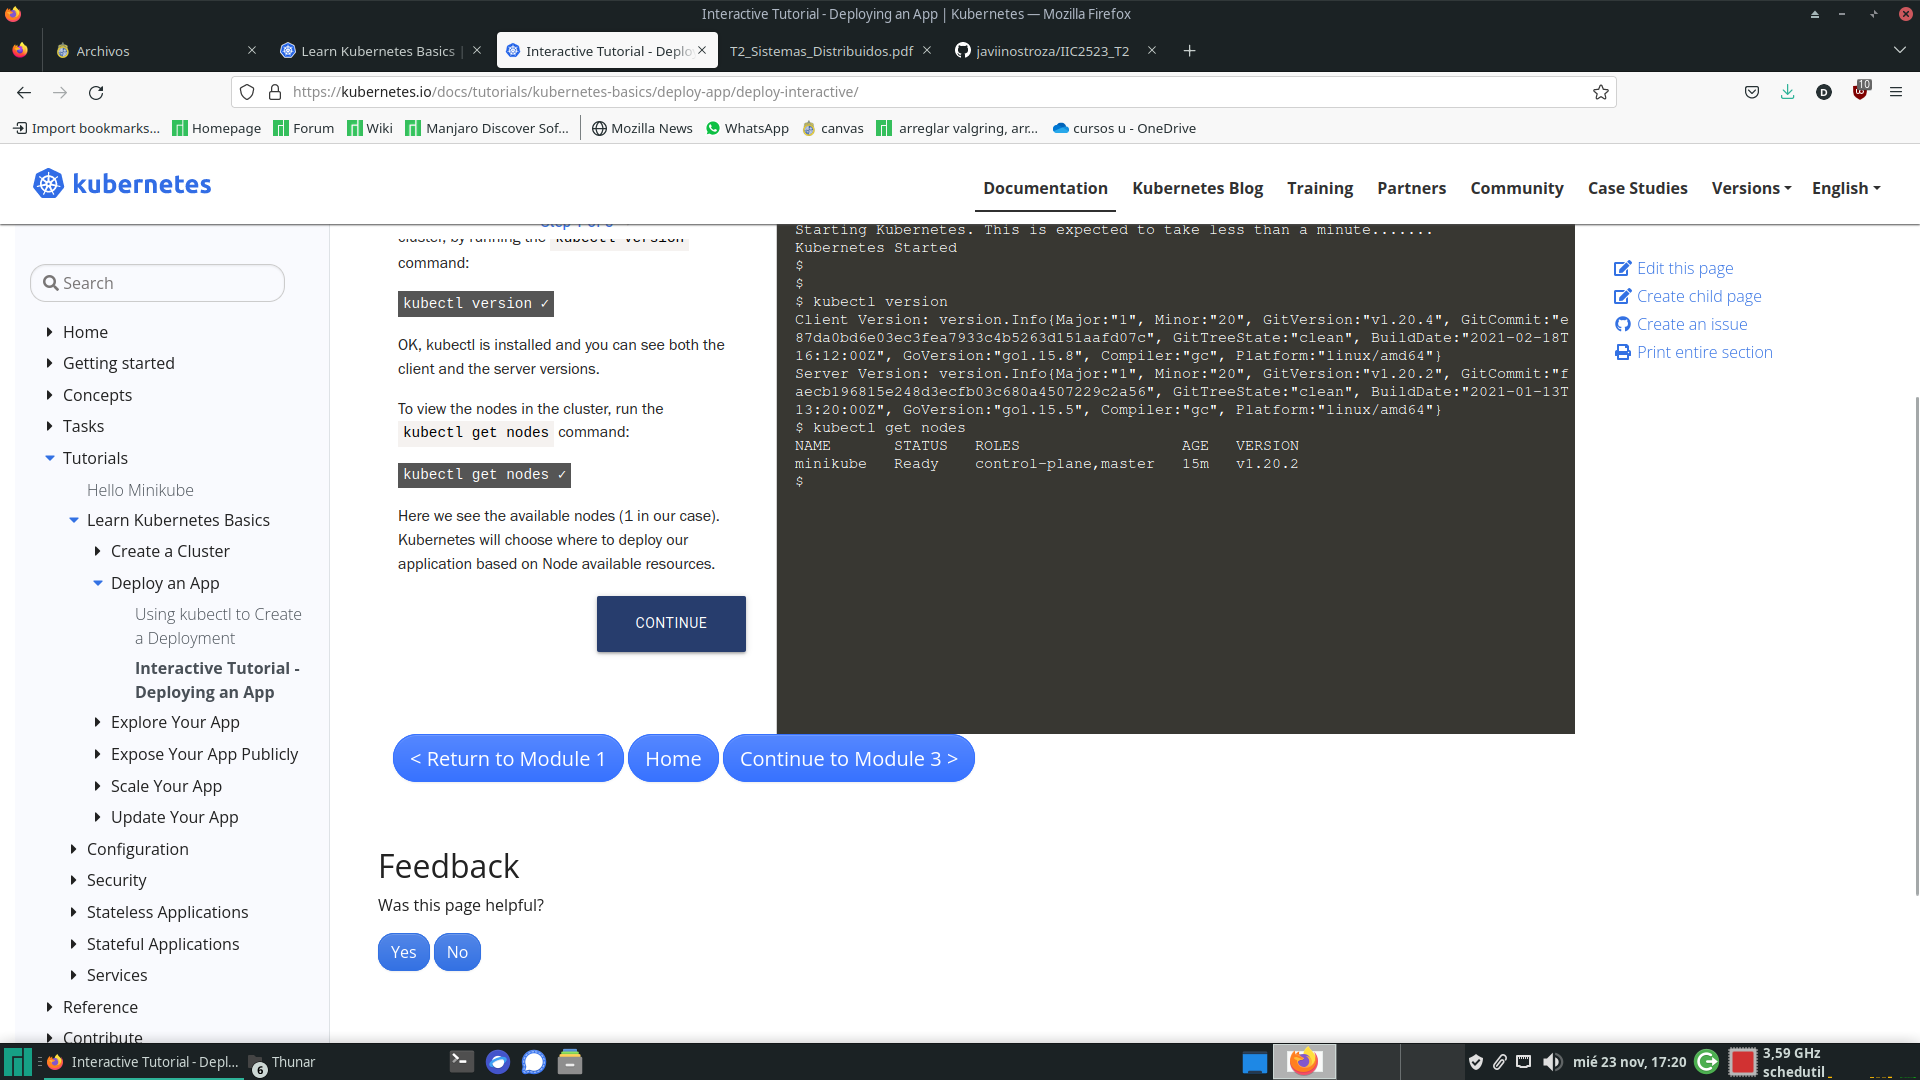 Interactive Tutorial - Deploying an App | Kubernetes — Mozilla Firefox
Archivos
Learn Kubernetes Basics |
Interactive Tutorial - Deplo
T2_Sistemas_Distribuidos.pdf
javiinostroza/IIC2523_T2
https://kubernetes.io/docs/tutorials/kubernetes-basics/deploy-app/deploy-interactive/
10
Import bookmarks...
Homepage
Forum
Wiki
Manjaro Discover Sof...
Mozilla News
WhatsApp
canvas
arreglar valgring, arr...
cursos u - OneDrive
kubernetes
Documentation
Kubernetes Blog
Training
Partners
Community
Case Studies
Versions
English
Search
Home
Getting started
Concepts
Tasks
Tutorials
Hello Minikube
Learn Kubernetes Basics
Create a Cluster
Deploy an App
Using kubectl to Create
a Deployment
Interactive Tutorial -
Deploying an App
Explore Your App
Expose Your App Publicly
Scale Your App
Update Your App
Configuration
Security
Stateless Applications
Stateful Applications
Services
Reference
Contribute
cluster, by running the kubectl version
command:
kubectl version ✓
OK, kubectl is installed and you can see both the
client and the server versions.
To view the nodes in the cluster, run the
kubectl get nodes command:
kubectl get nodes ✓
Here we see the available nodes (1 in our case).
Kubernetes will choose where to deploy our
application based on Node available resources.
CONTINUE
Starting Kubernetes. This is expected to take less than a minute.......
Kubernetes Started
$
$
$ kubectl version
Client Version: version.Info{Major:"1", Minor:"20", GitVersion:"v1.20.4", GitCommit:"e
87da0bd6e03ec3fea7933c4b5263d151aafd07c", GitTreeState:"clean", BuildDate:"2021-02-18T
16:12:00Z", GoVersion:"go1.15.8", Compiler:"gc", Platform:"linux/amd64"}
Server Version: version.Info{Major:"1", Minor:"20", GitVersion:"v1.20.2", GitCommit:"f
aecb196815e248d3ecfb03c680a4507229c2a56", GitTreeState:"clean", BuildDate:"2021-01-13T
13:20:00Z", GoVersion:"go1.15.5", Compiler:"gc", Platform:"linux/amd64"}
$ kubectl get nodes
NAME STATUS ROLES AGE VERSION
minikube Ready control-plane,master 15m v1.20.2
$
Edit this page
Create child page
Create an issue
Print entire section
< Return to Module 1
Home
Continue to Module 3 >
Feedback
Was this page helpful?
Yes
No
Interactive Tutorial - Depl...
6
Thunar
mié 23 nov, 17:20
3,59 GHz
schedutil